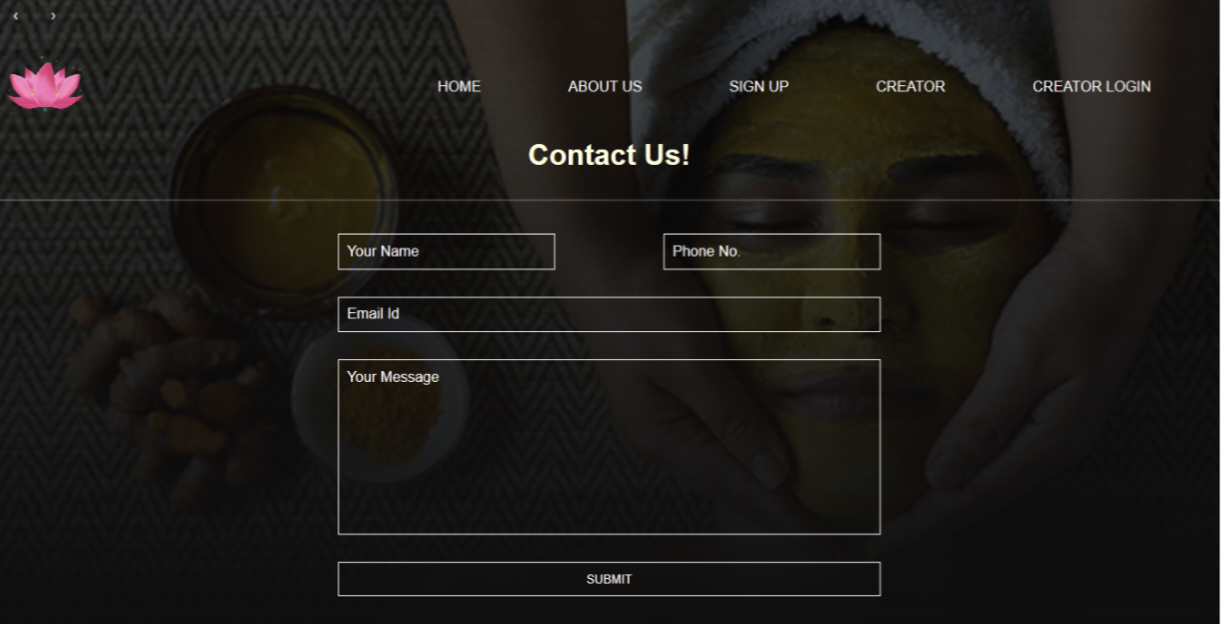 ‹ ›
HOME ABOUT US SIGN UP CREATOR CREATOR LOGIN
Contact Us!
Your Name Phone No.
Email Id
Your Message
SUBMIT